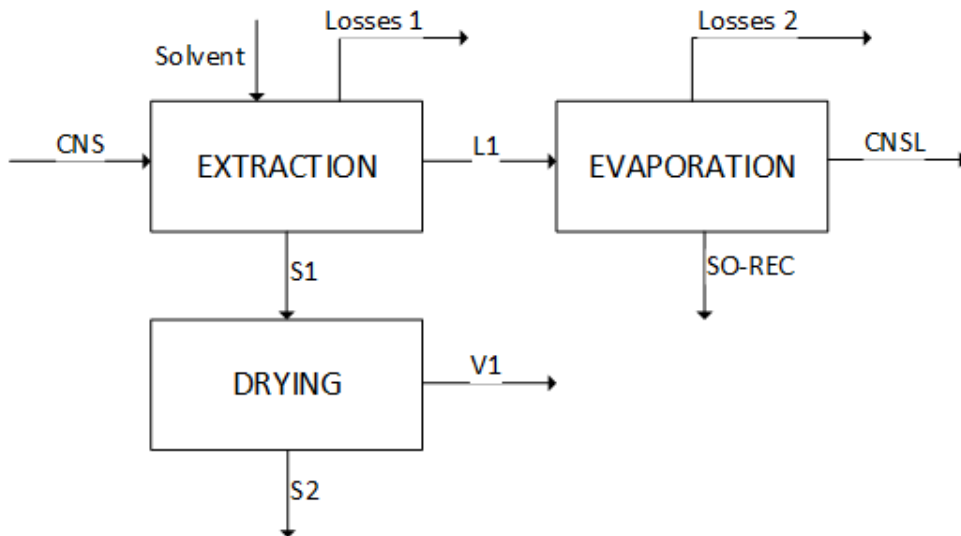 Losses 1
Losses 2
Solvent
CNS
EXTRACTION
L1
EVAPORATION
CNSL
S1
SO-REC
DRYING
V1
S2